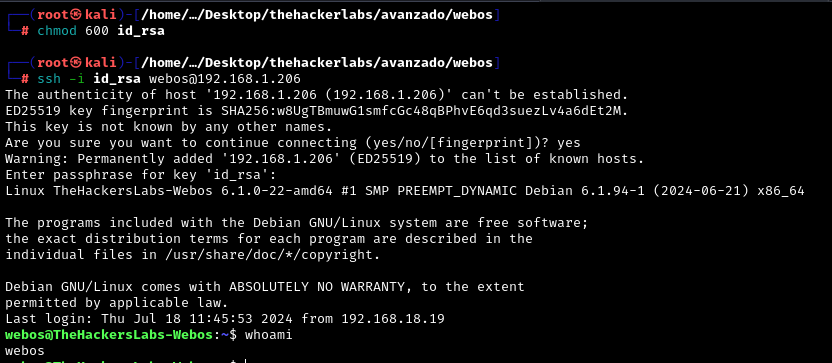 ┌──(root㉿kali)-[/home/…/Desktop/thehackerlabs/avanzado/webos]
└─# chmod 600 id_rsa
┌──(root㉿kali)-[/home/…/Desktop/thehackerlabs/avanzado/webos]
└─# ssh -i id_rsa webos@192.168.1.206
The authenticity of host '192.168.1.206 (192.168.1.206)' can't be established.
ED25519 key fingerprint is SHA256:w8UgTBmuwG1smfcGc48qBPhvE6qd3suezLv4a6dEt2M.
This key is not known by any other names.
Are you sure you want to continue connecting (yes/no/[fingerprint])? yes
Warning: Permanently added '192.168.1.206' (ED25519) to the list of known hosts.
Enter passphrase for key 'id_rsa':
Linux TheHackersLabs-Webos 6.1.0-22-amd64 #1 SMP PREEMPT_DYNAMIC Debian 6.1.94-1 (2024-06-21) x86_64
The programs included with the Debian GNU/Linux system are free software;
the exact distribution terms for each program are described in the
individual files in /usr/share/doc/*/copyright.
Debian GNU/Linux comes with ABSOLUTELY NO WARRANTY, to the extent
permitted by applicable law.
Last login: Thu Jul 18 11:45:53 2024 from 192.168.18.19
webos@TheHackersLabs-Webos:~$ whoami
webos